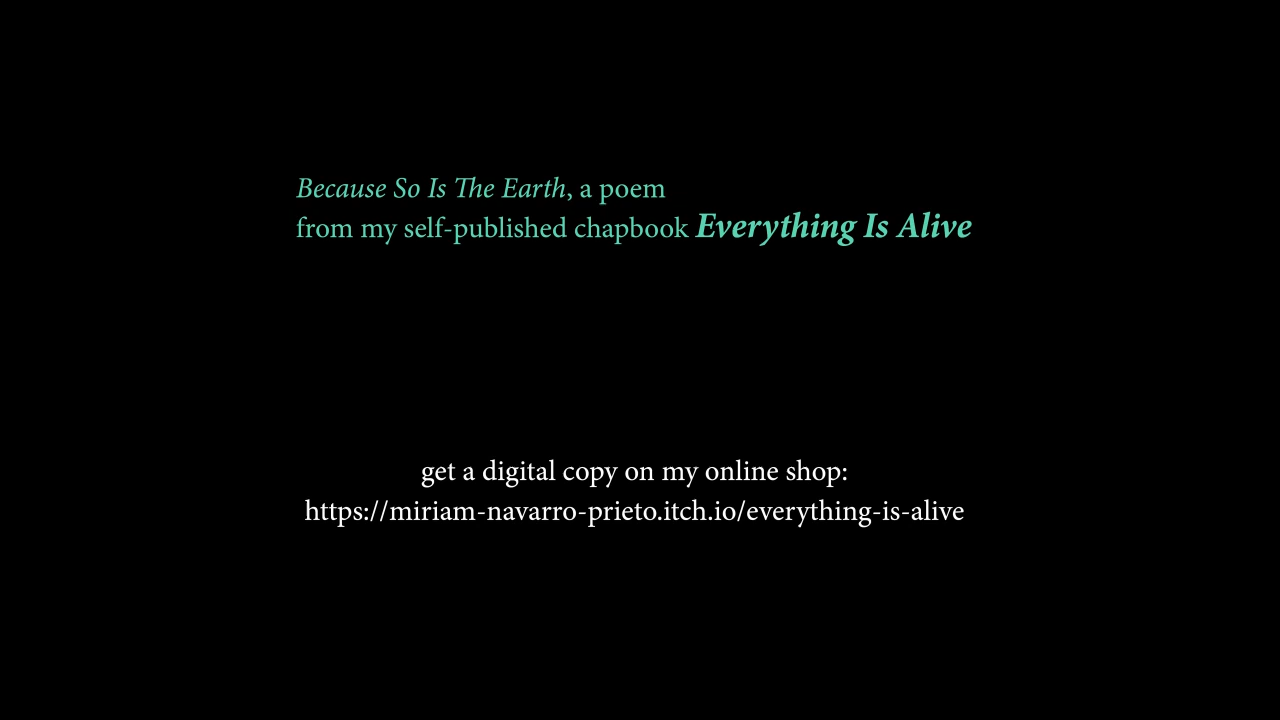 Because So Is The Earth, a poem
from my self-published chapbook Everything Is Alive
get a digital copy on my online shop:
https://miriam-navarro-prieto.itch.io/everything-is-alive